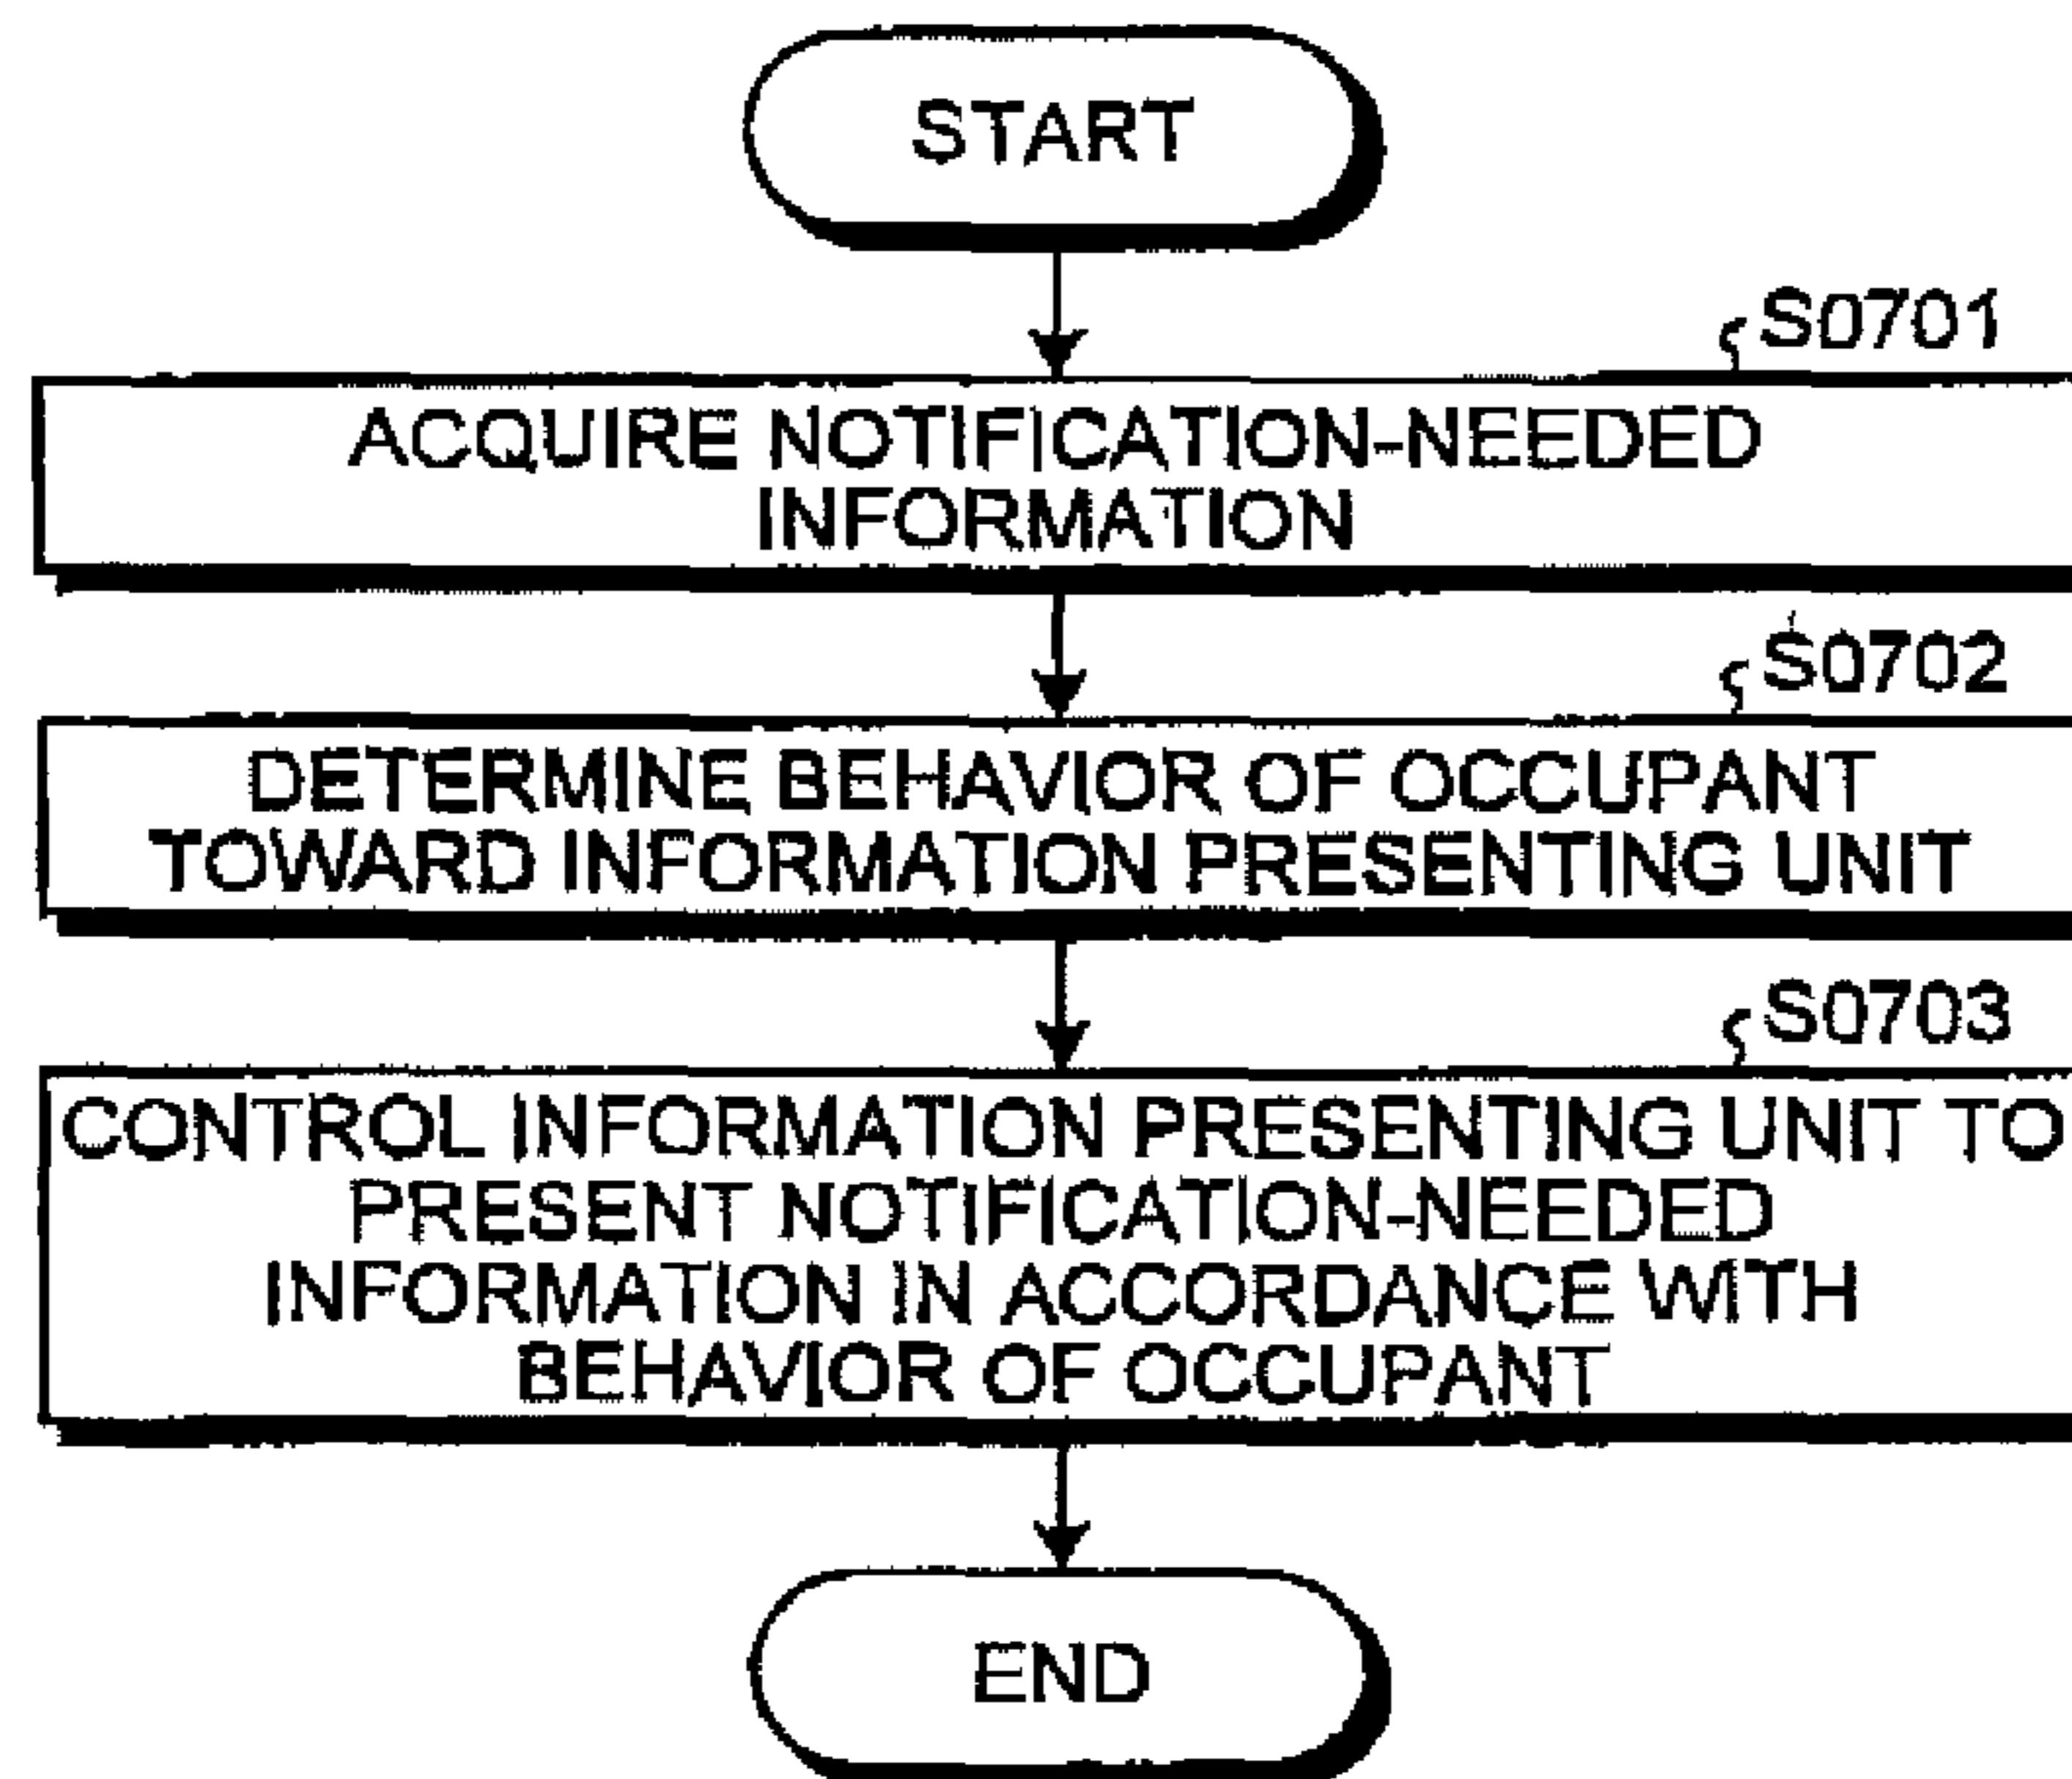 START
S0701
ACQUIRE NOTIFICATION-NEEDED
INFORMATION
S0702
DETERMINE BEHAVIOR OF OCCUPANT
TOWARD INFORMATION PRESENTING UNIT
S0703
CONTROL INFORMATION PRESENTING UNIT TO
PRESENT NOTIFICATION-NEEDED
INFORMATION IN ACCORDANCE WITH
BEHAVIOR OF OCCUPANT
END